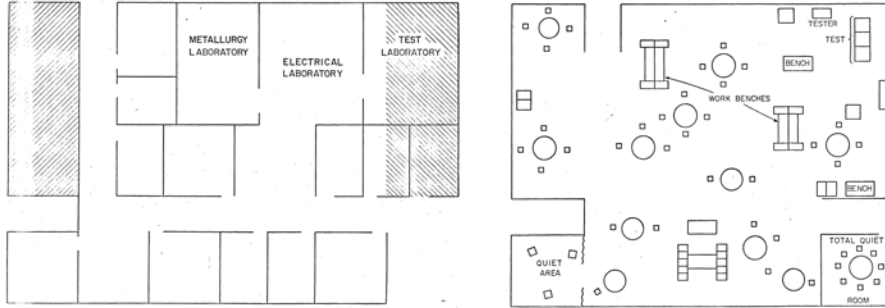 METALLURGY
LABORATORY
ELECTRICAL
LABORATORY
TEST
LABORATORY
TESTER
TEST
BENCH
WORK BENCHES
BENCH
QUIET
AREA
TOTAL QUIET
ROOM